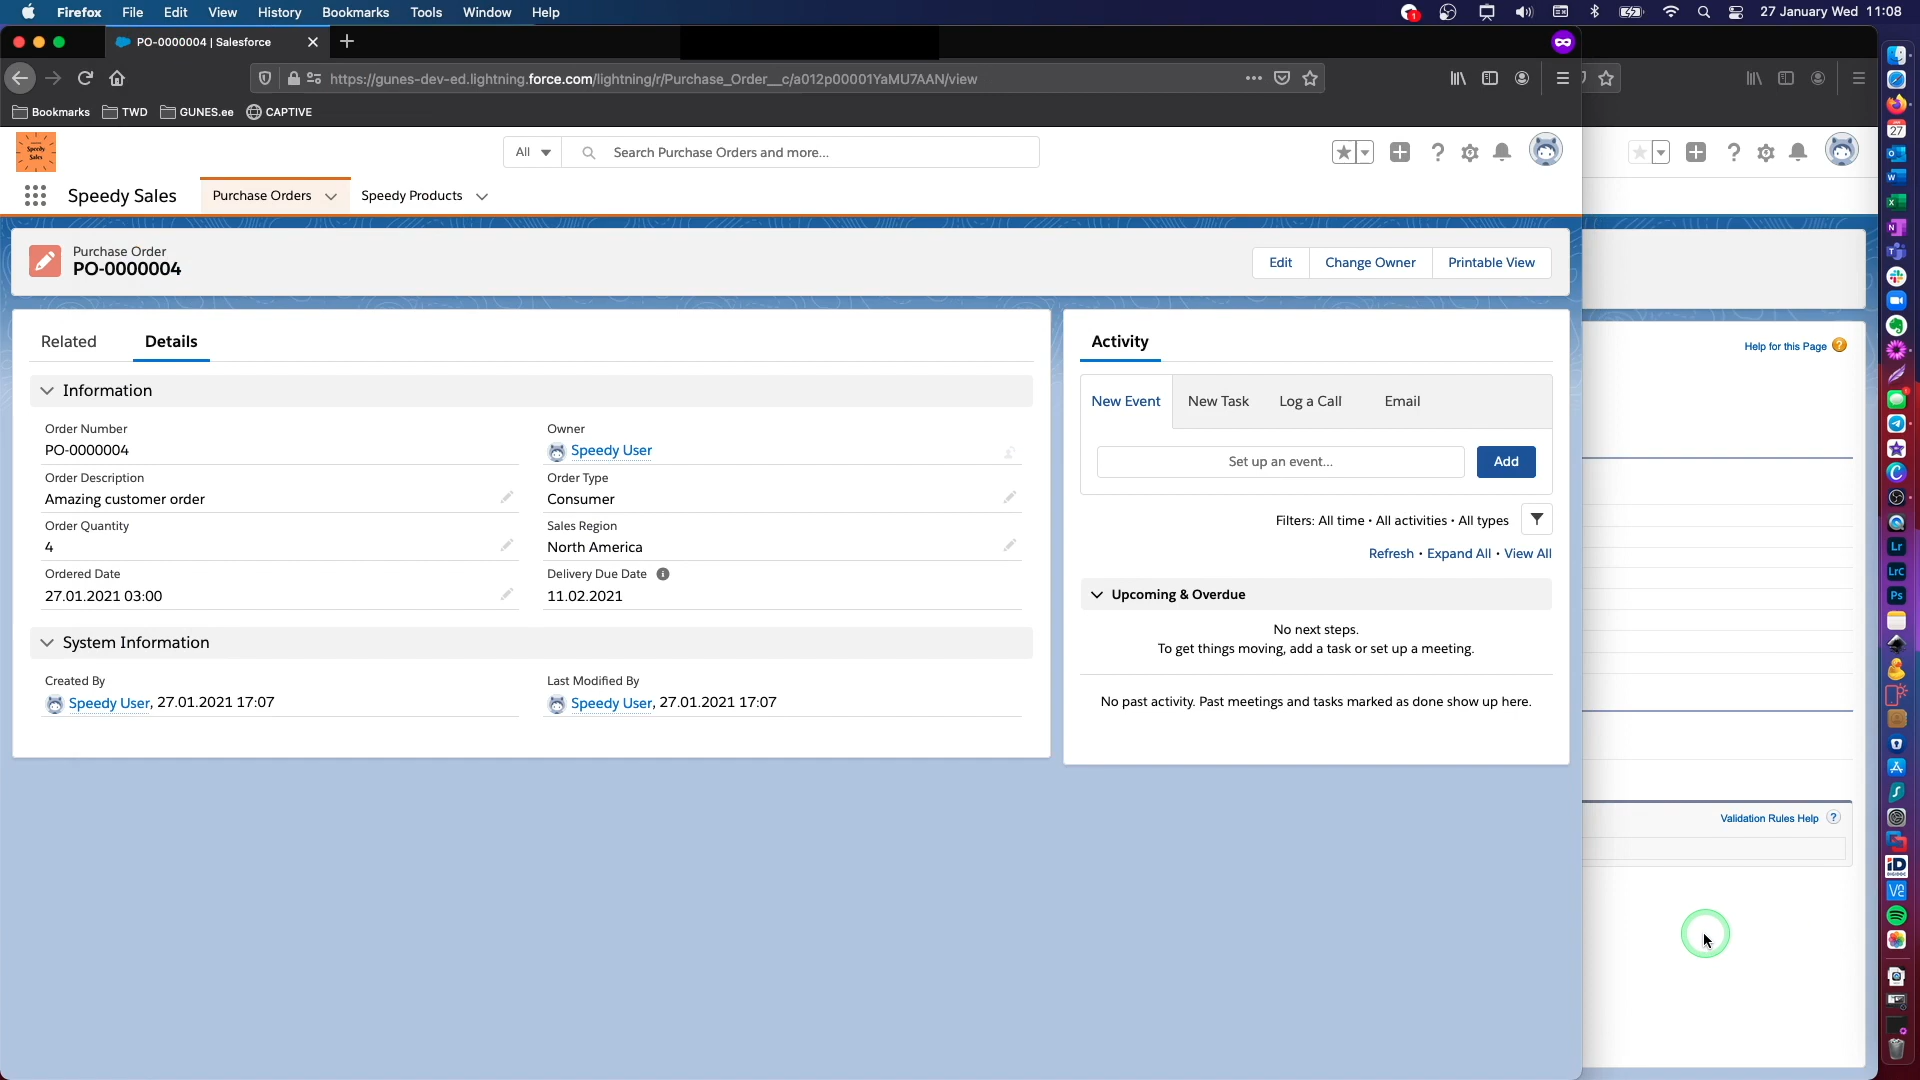 Firefox File Edit View History Bookmarks Tools Window Help
27 January Wed 11:08
PO-0000004 | Salesforce
https://gunes-dev-ed.lightning.force.com/lightning/r/Purchase_Order__c/a012p00001YaMU7AAN/view
Bookmarks TWD GUNES.ee CAPTIVE
Speedy
Sales
All
Search Purchase Orders and more...
Speedy Sales
Purchase Orders
Speedy Products
Purchase Order
PO-0000004
Edit
Change Owner
Printable View
Related
Details
Information
Order Number
PO-0000004
Owner
Speedy User
Order Description
Amazing customer order
Order Type
Consumer
Order Quantity
4
Sales Region
North America
Ordered Date
27.01.2021 03:00
Delivery Due Date
11.02.2021
System Information
Created By
Speedy User, 27.01.2021 17:07
Last Modified By
Speedy User, 27.01.2021 17:07
Activity
New Event
New Task
Log a Call
Email
Set up an event...
Add
Filters: All time • All activities • All types
Refresh • Expand All • View All
Upcoming & Overdue
No next steps.
To get things moving, add a task or set up a meeting.
No past activity. Past meetings and tasks marked as done show up here.
Help for this Page
Validation Rules Help
27
Lr
LrC
Ps
iD